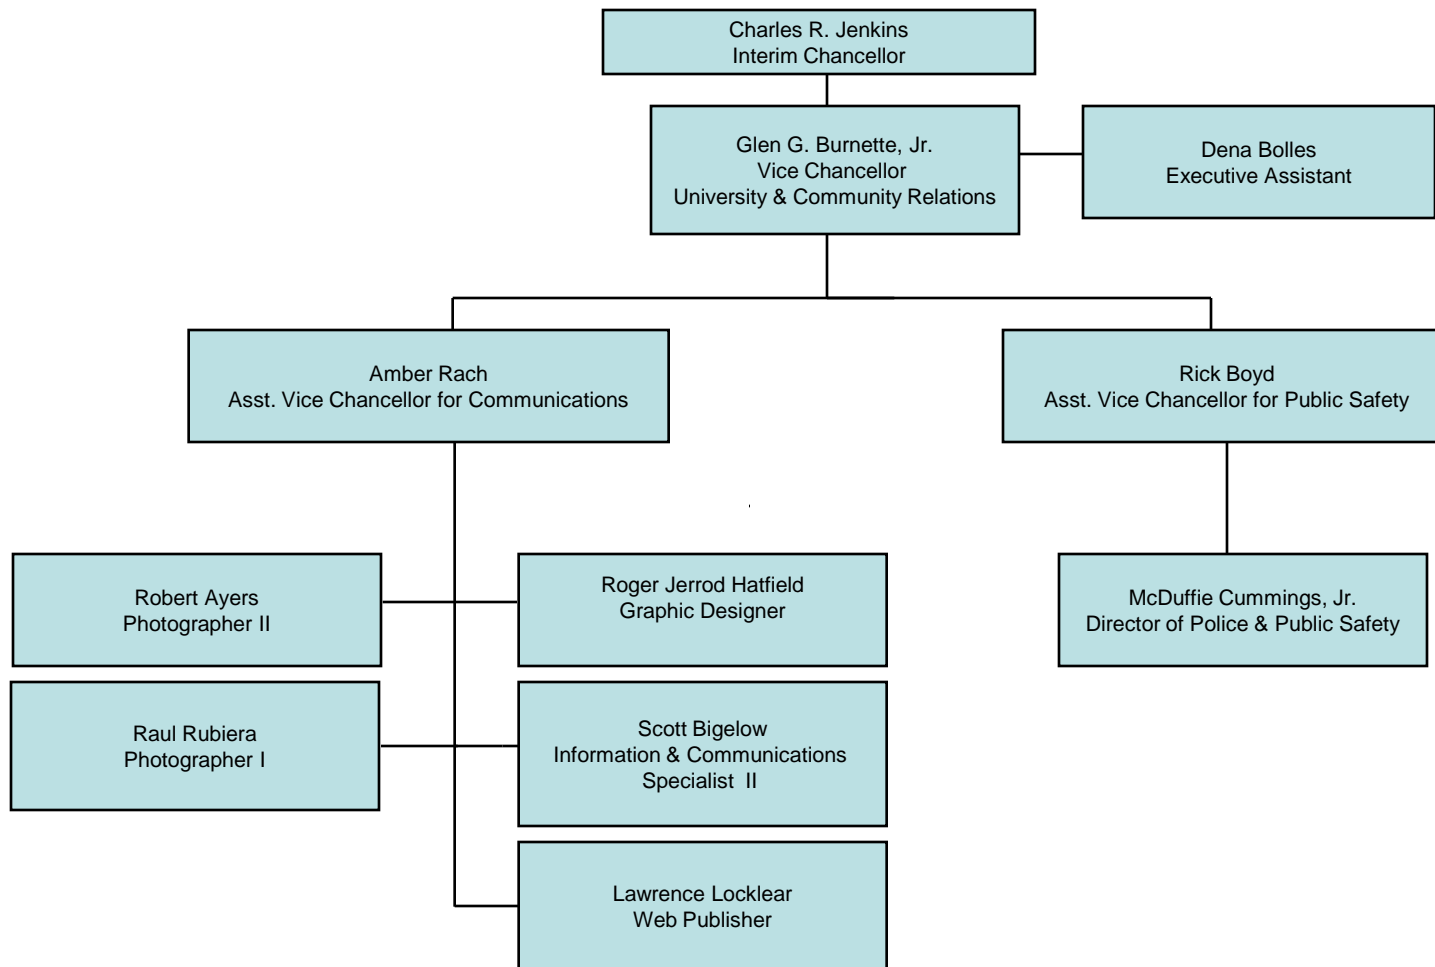 Charles R. Jenkins
Interim Chancellor
Glen G. Burnette, Jr.
Vice Chancellor
University & Community Relations
Dena Bolles
Executive Assistant
Amber Rach
Asst. Vice Chancellor for Communications
Rick Boyd
Asst. Vice Chancellor for Public Safety
Robert Ayers
Photographer II
Roger Jerrod Hatfield
Graphic Designer
McDuffie Cummings, Jr.
Director of Police & Public Safety
Raul Rubiera
Photographer I
Scott Bigelow
Information & Communications
Specialist  II
Lawrence Locklear
Web Publisher